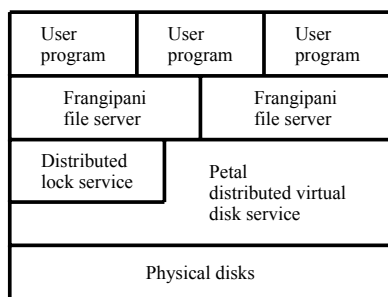 User
program
User
program
User
program
Frangipani
file server
Frangipani
file server
Distributed
lock service
Petal
distributed virtual
disk service
Physical disks